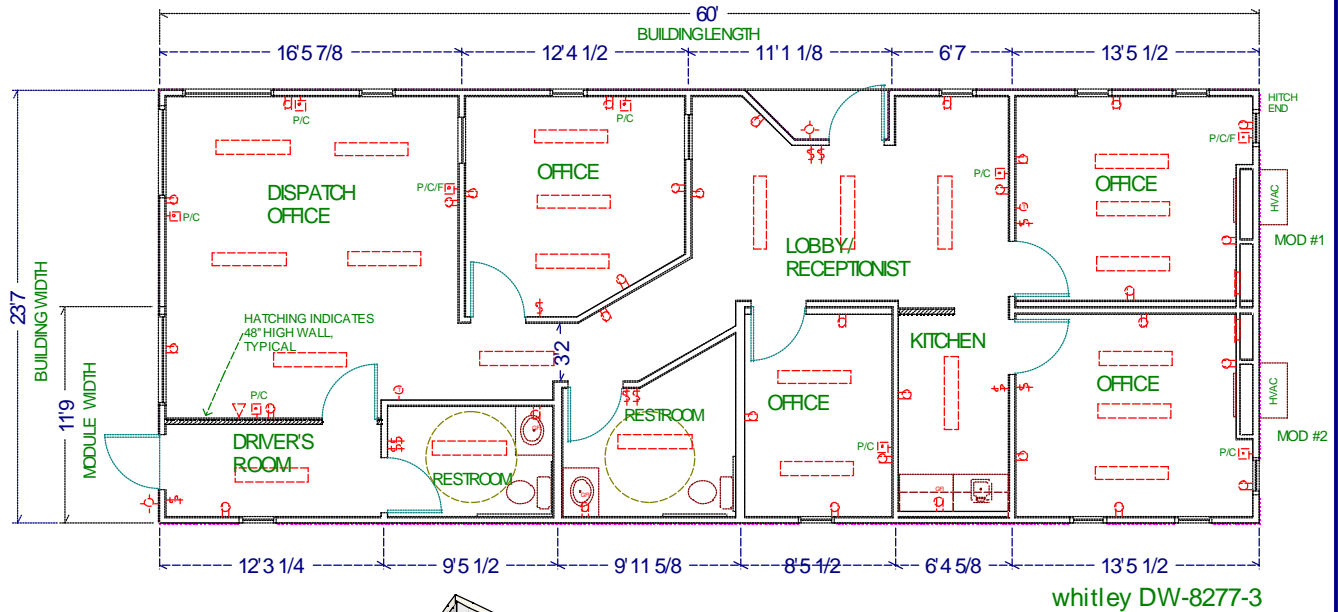 60'
BUILDING LENGTH
16'5 7/8
12'4 1/2
11'1 1/8
6'7
13'5 1/2
HITCH
END
P/C
P/C
P/C/F
P/C/F
P/C
P/C
DISPATCH
OFFICE
OFFICE
OFFICE
$$
$
LOBBY/
RECEPTIONIST
HVAC
MOD #1
23'7
BUILDING WIDTH
11'9
MODULE WIDTH
HATCHING INDICATES
48" HIGH WALL,
TYPICAL
$
3'2
KITCHEN
P/C
$$
OFFICE
$
$
OFFICE
HVAC
MOD #2
DRIVER'S
ROOM
$$
RESTROOM
RESTROOM
P/C
P/C
$
12'3 1/4
9'5 1/2
9'11 5/8
8'5 1/2
6'4 5/8
13'5 1/2
whitley DW-8277-3